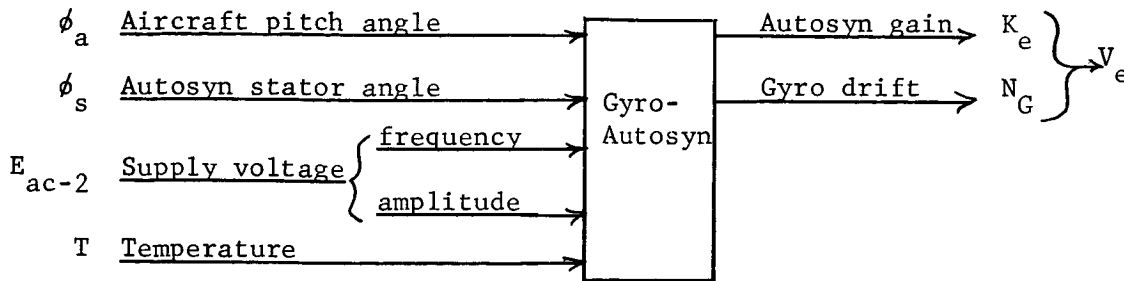 ϕa Aircraft pitch angle
Autosyn gain Ke
Ve
ϕs Autosyn stator angle
Gyro drift NG
Gyro-
Autosyn
frequency
Eac-2 Supply voltage
amplitude
T Temperature